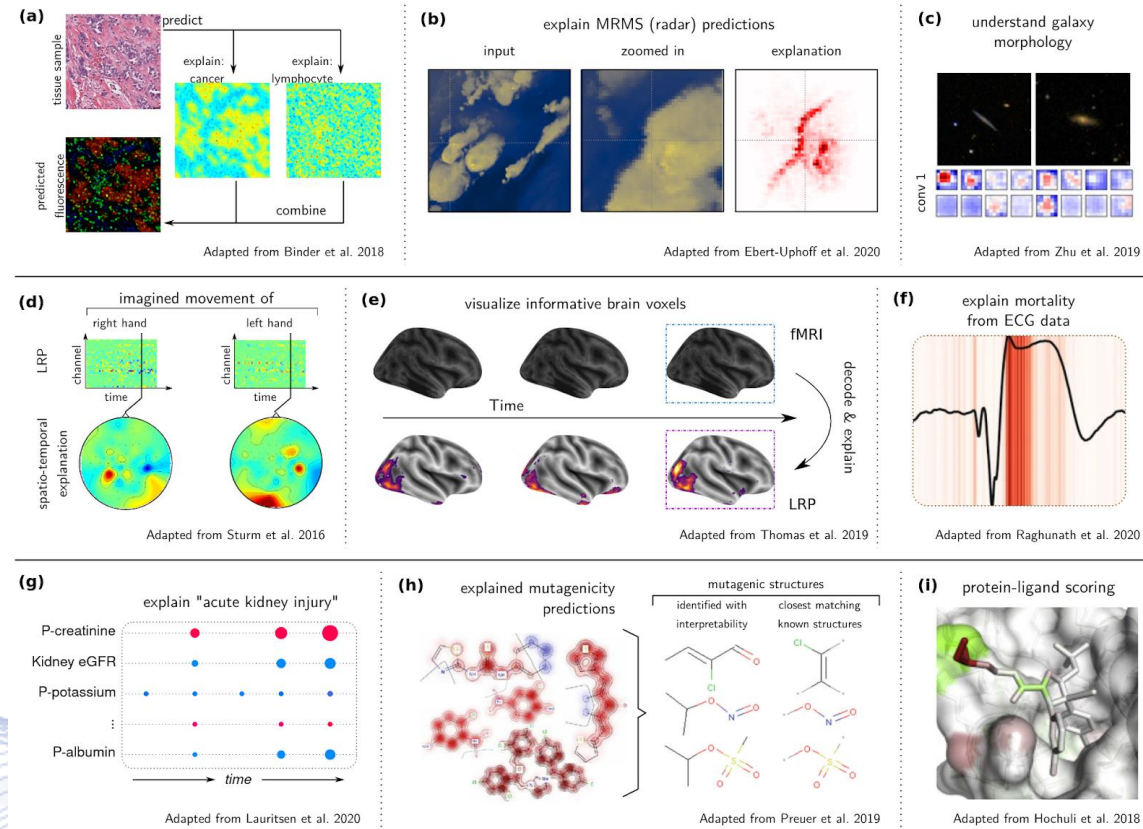 (a)
predict
tissue sample
explain:
cancer
explain:
lymphocyte
predicted
fluorescence
combine
Adapted from Binder et al. 2018
(b)
explain MRMS (radar) predictions
input
zoomed in
explanation
Adapted from Ebert-Uphoff et al. 2020
(c)
understand galaxy
morphology
conv 1
Adapted from Zhu et al. 2019
(d)
imagined movement of
right hand
left hand
LRP
channel
channel
time
time
spatio-temporal
explanation
Adapted from Sturm et al. 2016
(e)
visualize informative brain voxels
fMRI
Time
decode & explain
LRP
Adapted from Thomas et al. 2019
(f)
explain mortality
from ECG data
Adapted from Raghunath et al. 2020
(g)
explain "acute kidney injury"
P-creatinine
Kidney eGFR
P-potassium
⋮
P-albumin
time
Adapted from Lauritsen et al. 2020
(h)
explained mutagenicity
predictions
mutagenic structures
identified with
interpretability
closest matching
known structures
O
Cl
Cl
O
N
O
O
N
O
O
S
O
O
O
S
O
O
Adapted from Preuer et al. 2019
(i)
protein-ligand scoring
Adapted from Hochuli et al. 2018